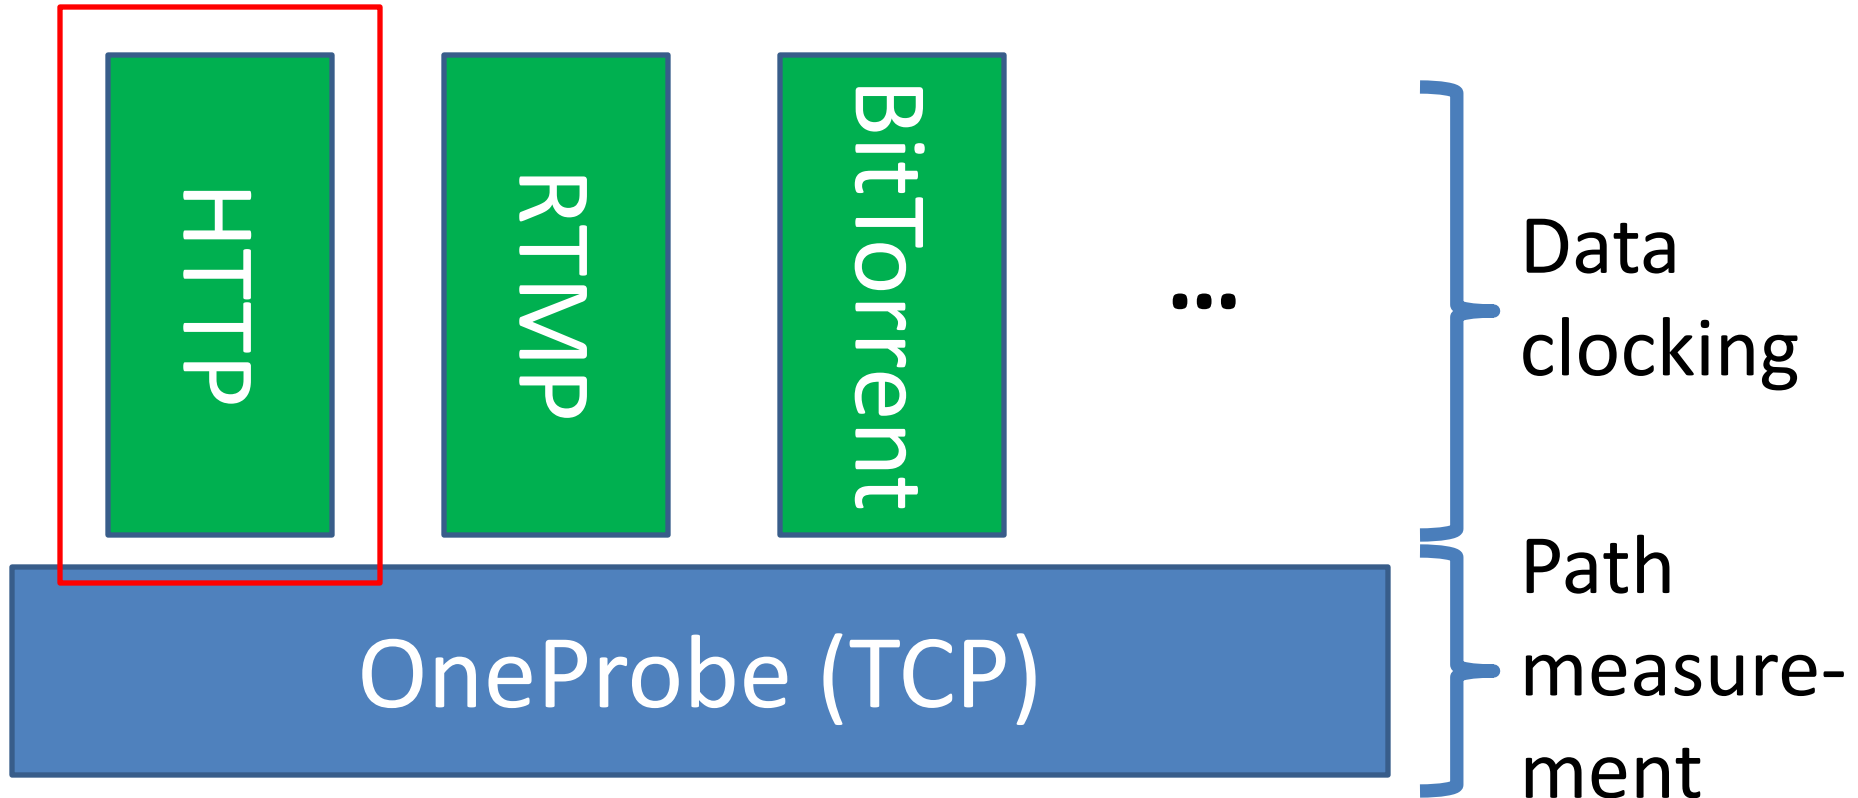 HTTP
RTMP
BitTorrent
...
Data
clocking
OneProbe (TCP)
Path
measure-
ment